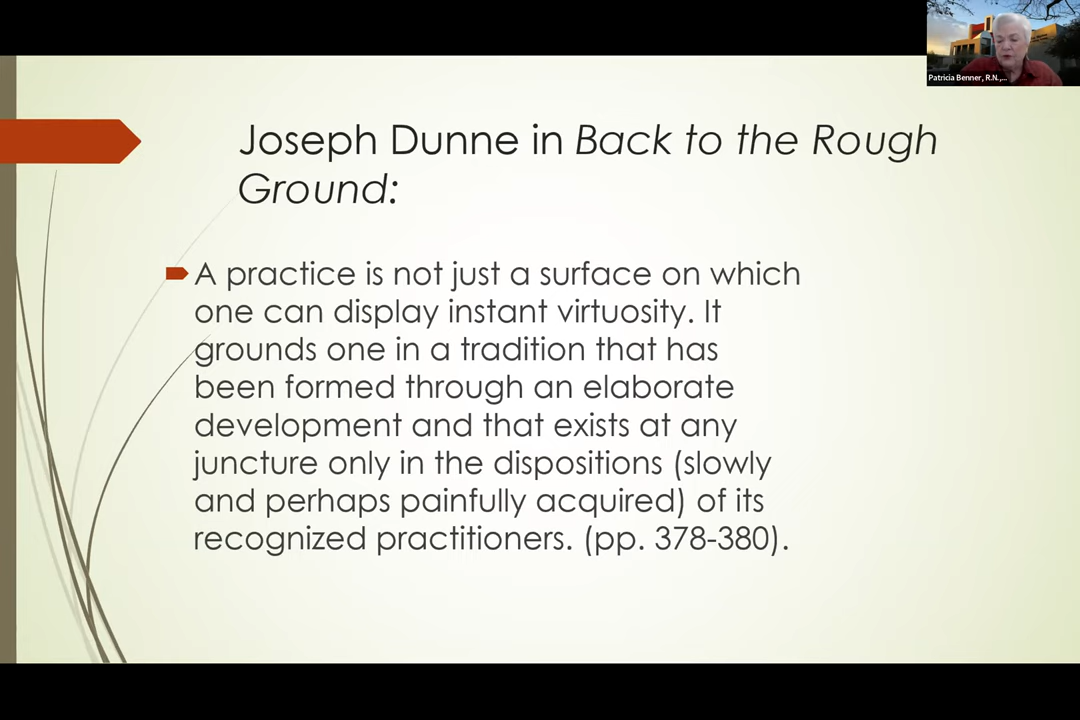 Patricia Benner, R.N.,...
Joseph Dunne in Back to the Rough
Ground:
A practice is not just a surface on which
one can display instant virtuosity. It
grounds one in a tradition that has
been formed through an elaborate
development and that exists at any
juncture only in the dispositions (slowly
and perhaps painfully acquired) of its
recognized practitioners. (pp. 378-380).